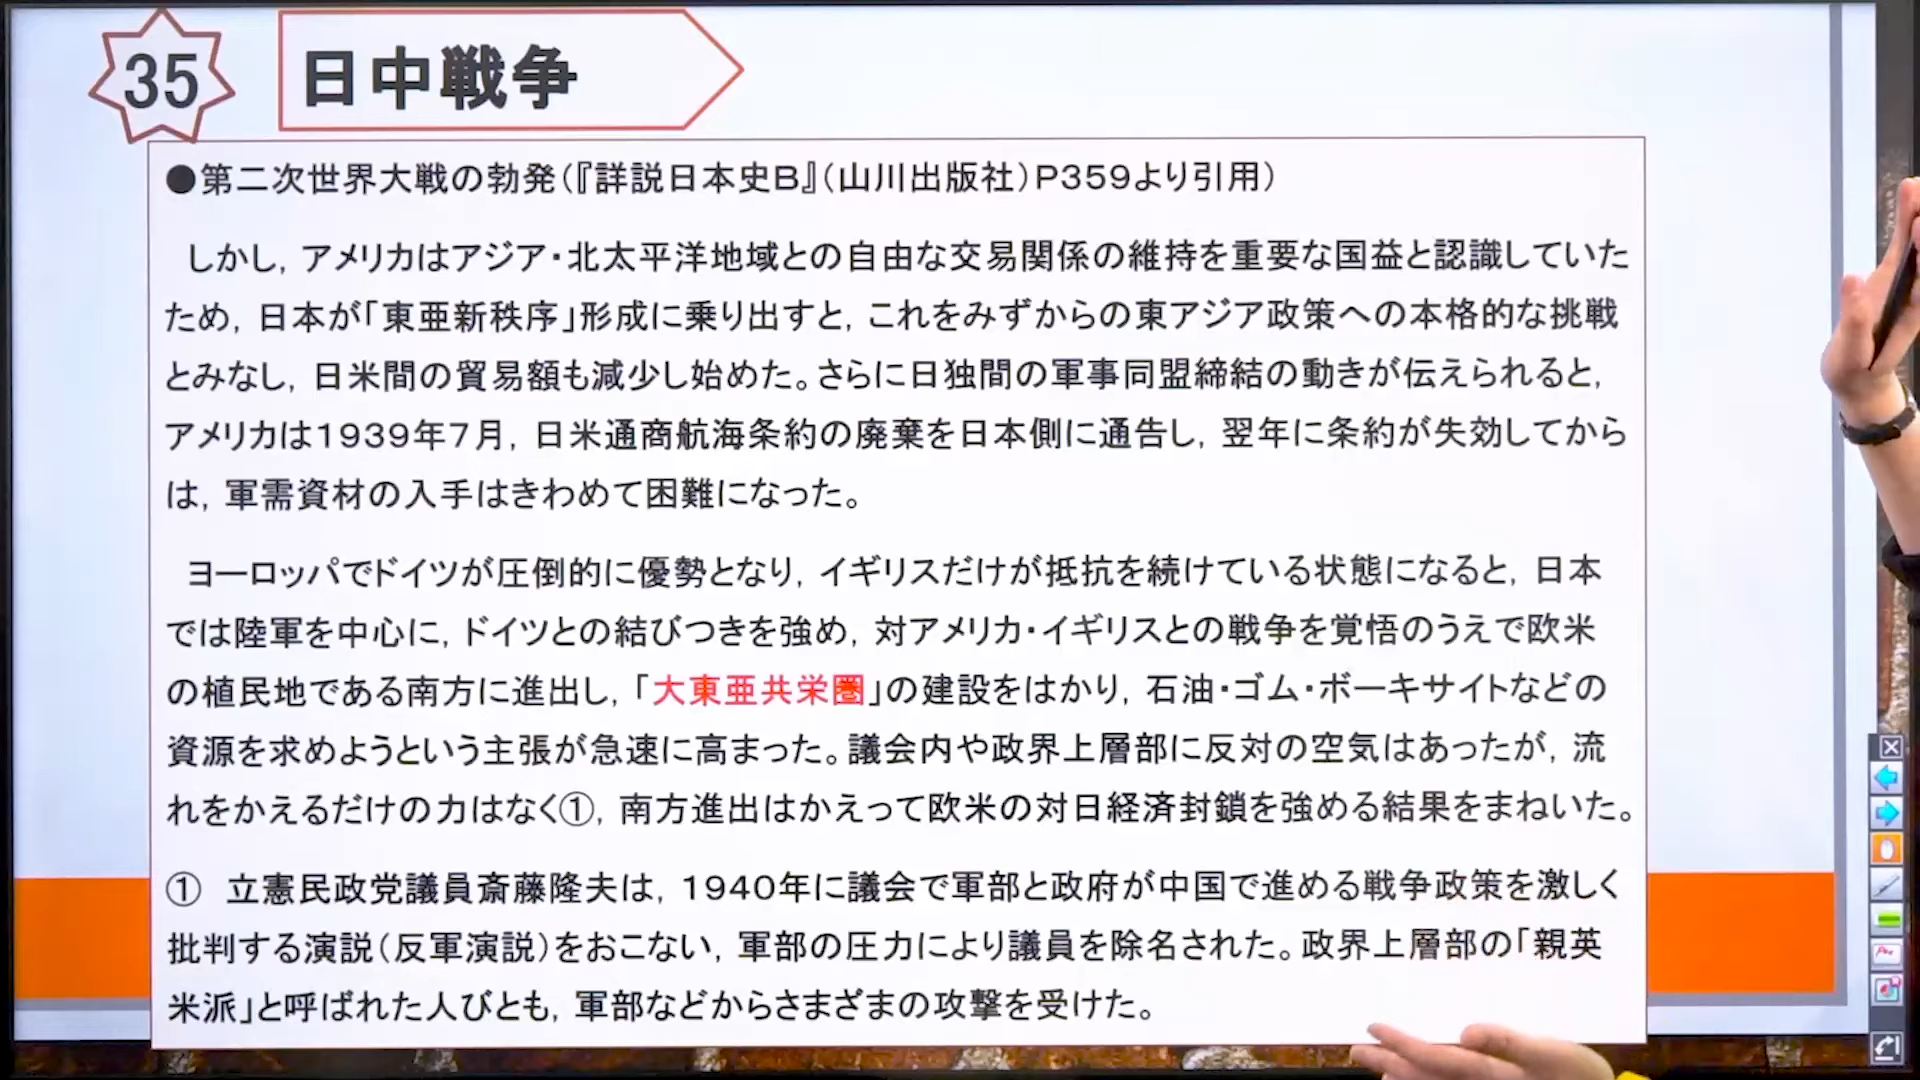 35
日中戦争
●第二次世界大戦の勃発(『詳説日本史B』(山川出版社)P359より引用)
しかし,アメリカはアジア・北太平洋地域との自由な交易関係の維持を重要な国益と認識していた
ため,日本が「東亜新秩序」形成に乗り出すと,これをみずからの東アジア政策への本格的な挑戦
とみなし,日米間の貿易額も減少し始めた。さらに日独間の軍事同盟締結の動きが伝えられると,
アメリカは1939年7月,日米通商航海条約の廃棄を日本側に通告し,翌年に条約が失効してから
は,軍需資材の入手はきわめて困難になった。
ヨーロッパでドイツが圧倒的に優勢となり,イギリスだけが抵抗を続けている状態になると,日本
では陸軍を中心に,ドイツとの結びつきを強め,対アメリカ・イギリスとの戦争を覚悟のうえで欧米
の植民地である南方に進出し,「大東亜共栄圏」の建設をはかり,石油・ゴム・ボーキサイトなどの
資源を求めようという主張が急速に高まった。議会内や政界上層部に反対の空気はあったが,流
れをかえるだけの力はなく①,南方進出はかえって欧米の対日経済封鎖を強める結果をまねいた。
① 立憲民政党議員斎藤隆夫は,1940年に議会で軍部と政府が中国で進める戦争政策を激しく
批判する演説(反軍演説)をおこない,軍部の圧力により議員を除名された。政界上層部の「親英
米派」と呼ばれた人びとも,軍部などからさまざまの攻撃を受けた。